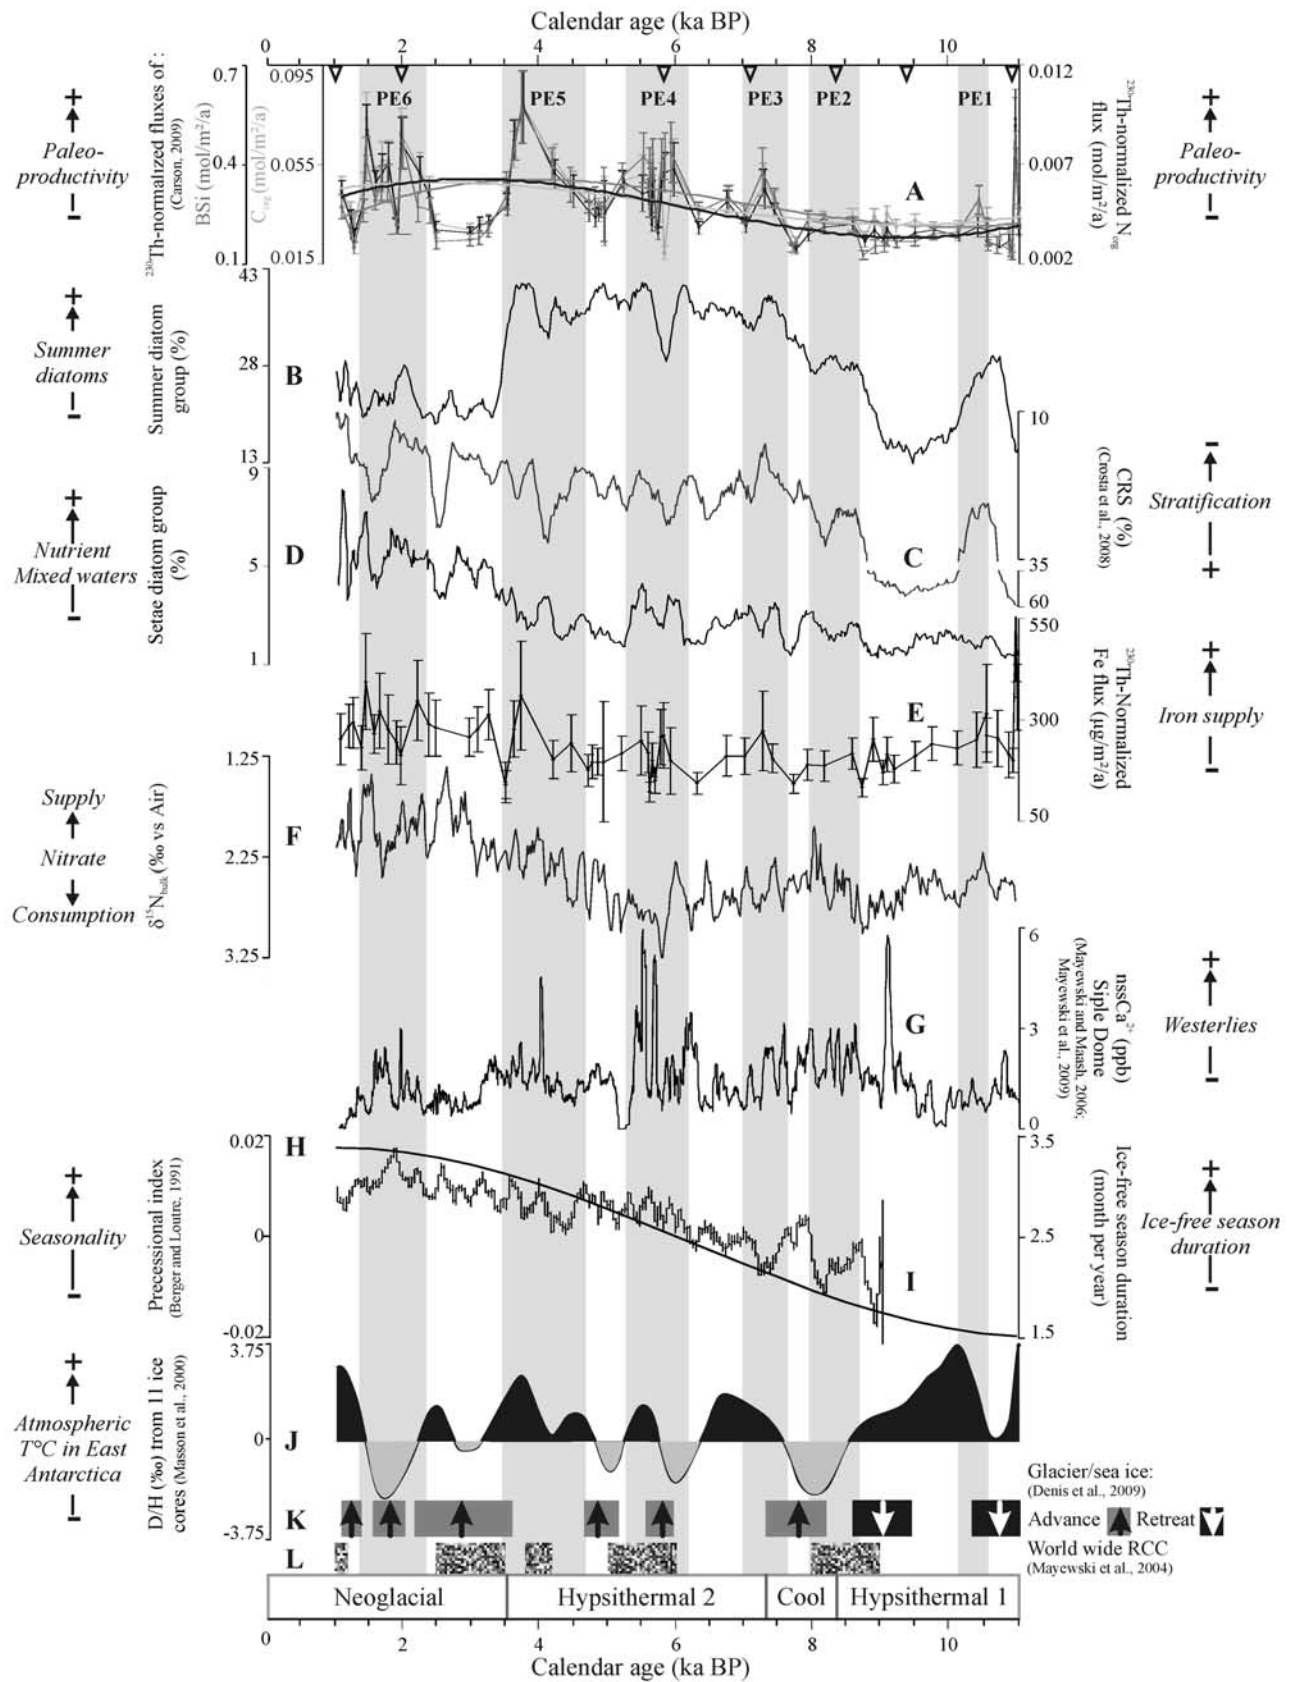 Calendar age (ka BP)
0 2 4 6 8 10
PE6 PE5 PE4 PE3 PE2 PE1
+
Paleo-
productivity
−
²³⁰Th-normalized fluxes of :
(Carson, 2009)
BSi (mol/m²/a)
0.7
0.4
0.1
C_org (mol/m²/a)
0.095
0.055
0.015
A
0.012
0.007
0.002
²³⁰Th-normalized N_org
flux (mol/m²/a)
+
Paleo-
productivity
−
+
Summer
diatoms
−
Summer diatom
group (%)
43
28
13
B
10
35
60
C
CRS (%)
(Crosta et al., 2008)
−
Stratification
+
+
Nutrient
Mixed waters
−
Setae diatom group
(%)
9
5
1
D
550
300
50
E
²³⁰Th-Normalized
Fe flux (µg/m²/a)
+
Iron supply
−
Supply
Nitrate
Consumption
δ¹⁵N_bulk (‰ vs Air)
1.25
2.25
3.25
F
6
3
0
G
nssCa²⁺ (ppb)
Siple Dome
(Mayewski and Maash, 2006;
Mayewski et al., 2009)
+
Westerlies
−
+
Seasonality
−
Precessional index
(Berger and Loutre, 1991)
0.02
0
-0.02
H
3.5
2.5
1.5
I
Ice-free season duration
(month per year)
+
Ice-free season
duration
−
+
Atmospheric
T°C in East
Antarctica
−
D/H (‰) from 11 ice
cores (Masson et al., 2000)
3.75
0
-3.75
J
K
L
Glacier/sea ice:
(Denis et al., 2009)
Advance Retreat
World wide RCC
(Mayewski et al., 2004)
Neoglacial Hypsithermal 2 Cool Hypsithermal 1
0 2 4 6 8 10
Calendar age (ka BP)